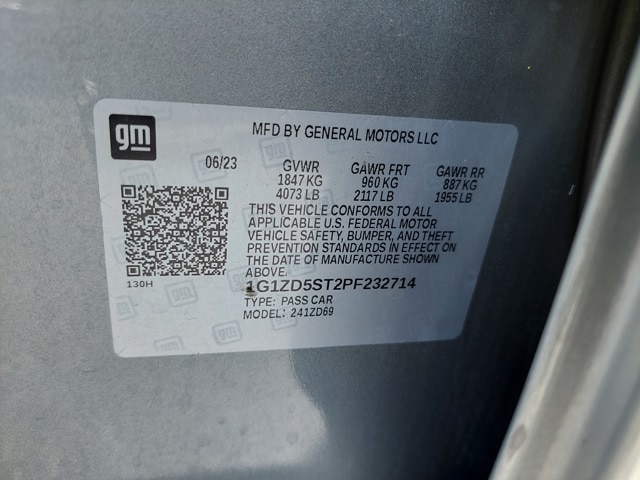 gm
MFD BY GENERAL MOTORS LLC
06/23 GVWR GAWR FRT GAWR RR
1847 KG 960 KG 887 KG
4073 LB 2117 LB 1955 LB
THIS VEHICLE CONFORMS TO ALL
APPLICABLE U.S. FEDERAL MOTOR
VEHICLE SAFETY, BUMPER, AND THEFT
PREVENTION STANDARDS IN EFFECT ON
THE DATE OF MANUFACTURE SHOWN
ABOVE.
130H
1G1ZD5ST2PF232714
TYPE: PASS CAR
MODEL: 241ZD69